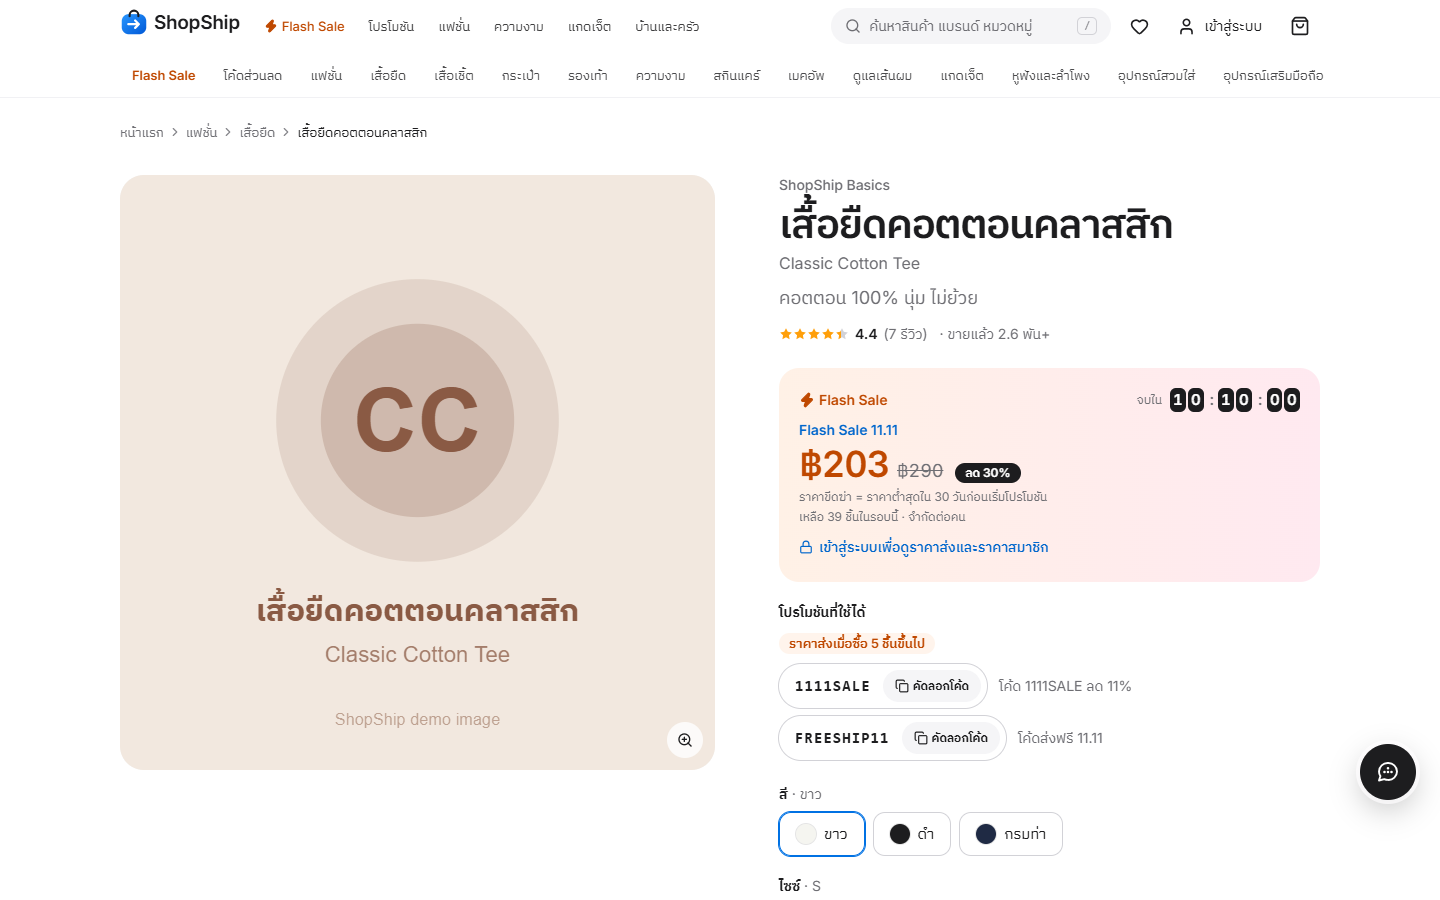 ShopShip
Flash Sale
โปรโมชัน
แฟชั่น
ความงาม
แกดเจ็ต
บ้านและครัว
ค้นหาสินค้า แบรนด์ หมวดหมู่
/
เข้าสู่ระบบ
Flash Sale
โค้ดส่วนลด
แฟชั่น
เสื้อยืด
เสื้อเชิ้ต
กระเป๋า
รองเท้า
ความงาม
สกินแคร์
เมคอัพ
ดูแลเส้นผม
แกดเจ็ต
หูฟังและลำโพง
อุปกรณ์สวมใส่
อุปกรณ์เสริมมือถือ
หน้าแรก > แฟชั่น > เสื้อยืด > เสื้อยืดคอตตอนคลาสสิก
CC
เสื้อยืดคอตตอนคลาสสิก
Classic Cotton Tee
ShopShip demo image
ShopShip Basics
เสื้อยืดคอตตอนคลาสสิก
Classic Cotton Tee
คอตตอน 100% นุ่ม ไม่ย้วย
4.4 (7 รีวิว) · ขายแล้ว 2.6 พัน+
Flash Sale
จบใน 10 : 10 : 00
Flash Sale 11.11
฿203 ฿290 ลด 30%
ราคาขีดฆ่า = ราคาต่ำสุดใน 30 วันก่อนเริ่มโปรโมชัน
เหลือ 39 ชิ้นในรอบนี้ · จำกัดต่อคน
เข้าสู่ระบบเพื่อดูราคาส่งและราคาสมาชิก
โปรโมชันที่ใช้ได้
ราคาส่งเมื่อซื้อ 5 ชิ้นขึ้นไป
1111SALE คัดลอกโค้ด โค้ด 1111SALE ลด 11%
FREESHIP11 คัดลอกโค้ด โค้ดส่งฟรี 11.11
สี · ขาว
ขาว
ดำ
กรมท่า
ไซซ์ · S